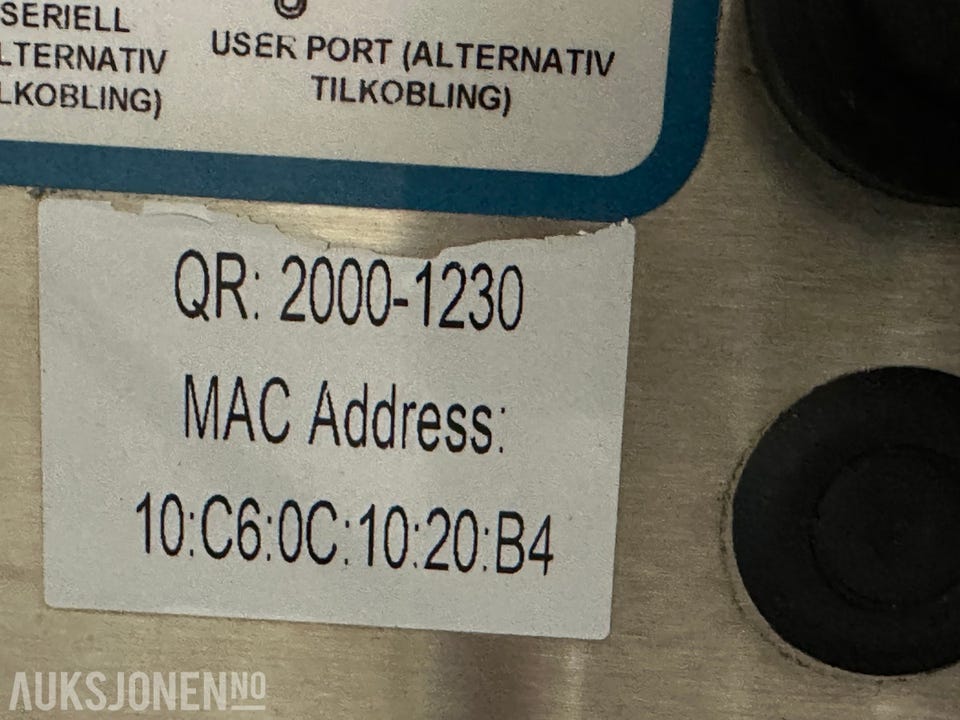 SERIELL
LTERNATIV
LKOBLING)
USER PORT (ALTERNATIV
TILKOBLING)
QR: 2000-1230
MAC Address:
10:C6:0C:10:20:B4
AUKSJONEN.NO